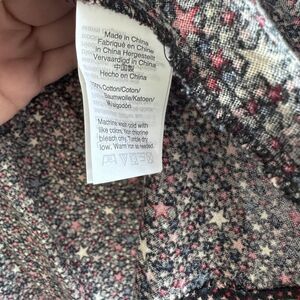 Made in China
Fabriqué en Chine
in China Hergestellt
Vervaardigd in China
中国製
Hecho en China
Cotton/Coton/
Baumwolle/Katoen/
Algodón
Machine wash cold with
like colors, for chlorine
bleach only. Tumble dry
low. Warm iron as needed.